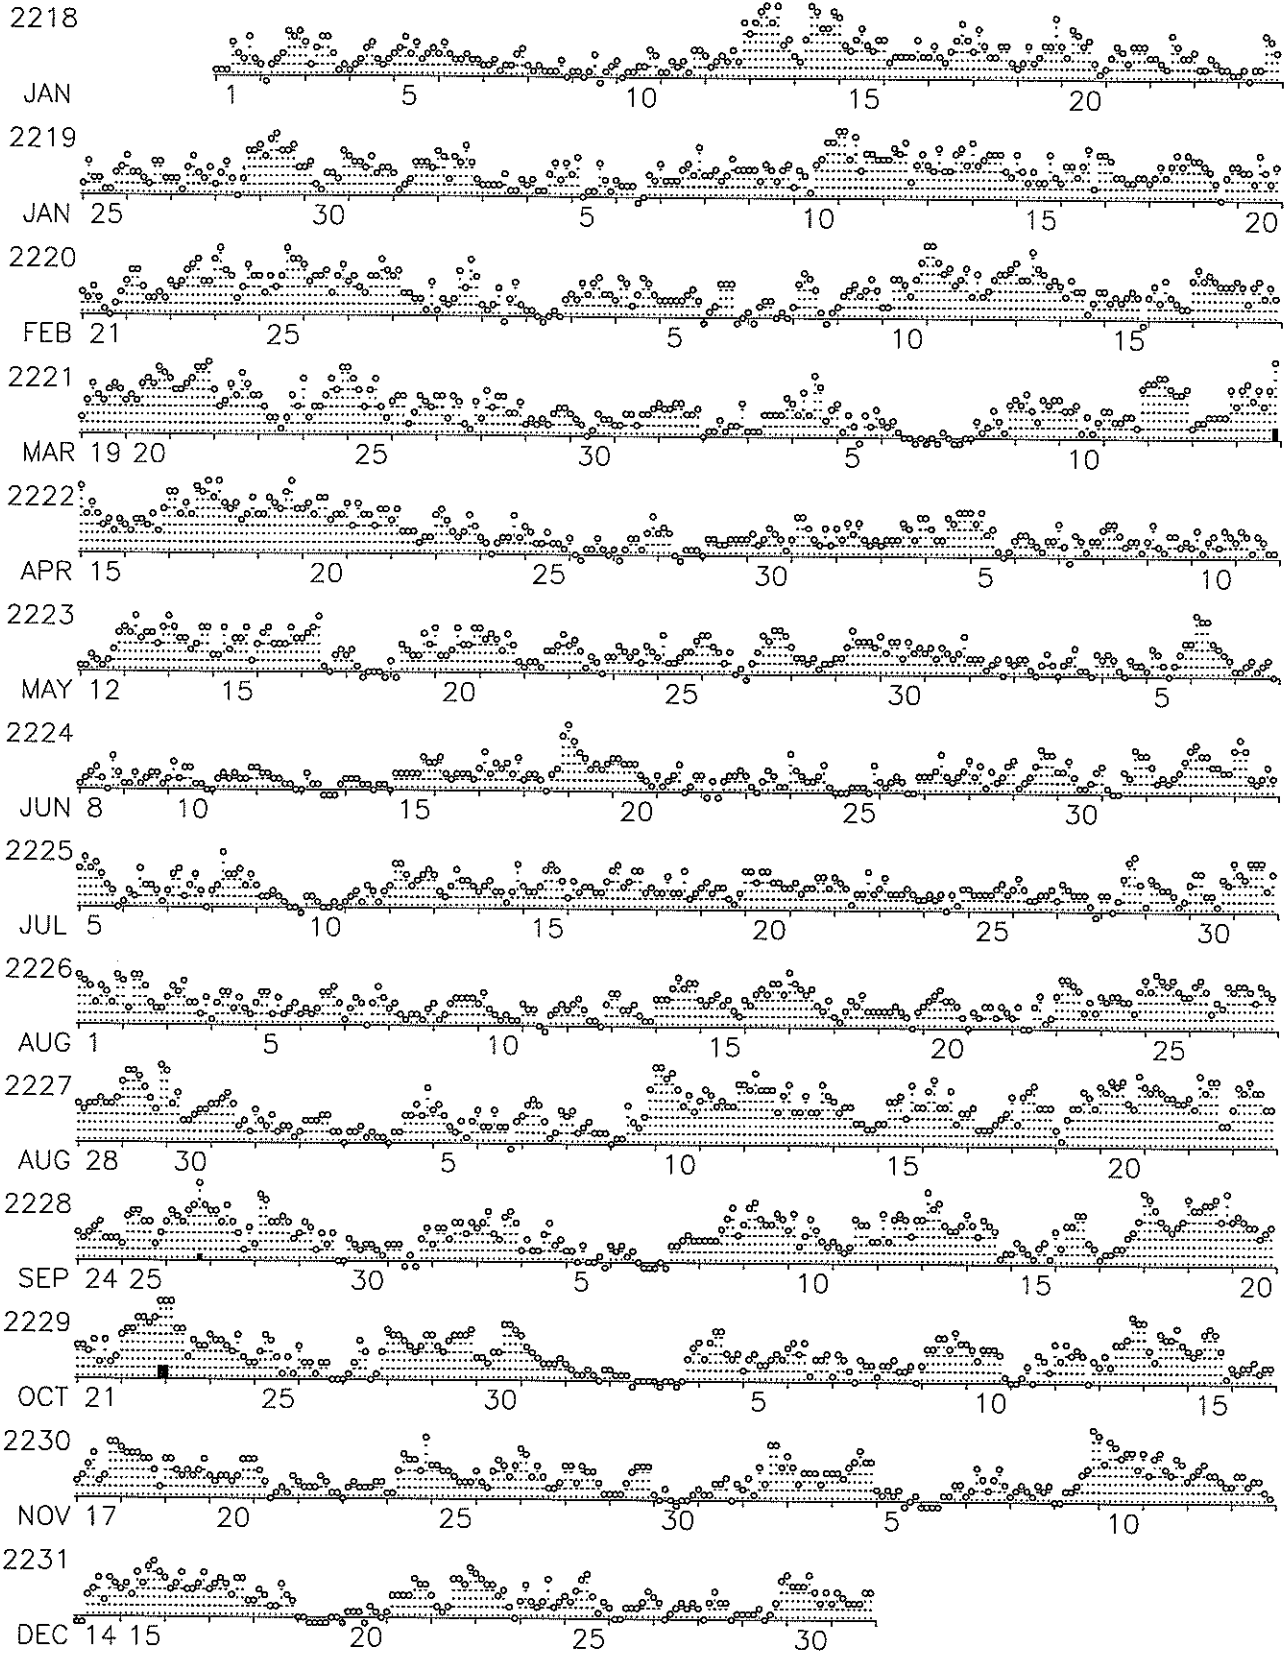 2218
JAN 1 5 10 15 20
2219
JAN 25 30 5 10 15 20
2220
FEB 21 25 5 10 15
2221
MAR 19 20 25 30 5 10
2222
APR 15 20 25 30 5 10
2223
MAY 12 15 20 25 30 5
2224
JUN 8 10 15 20 25 30
2225
JUL 5 10 15 20 25 30
2226
AUG 1 5 10 15 20 25
2227
AUG 28 30 5 10 15 20
2228
SEP 24 25 30 5 10 15 20
2229
OCT 21 25 30 5 10 15
2230
NOV 17 20 25 30 5 10
2231
DEC 14 15 20 25 30